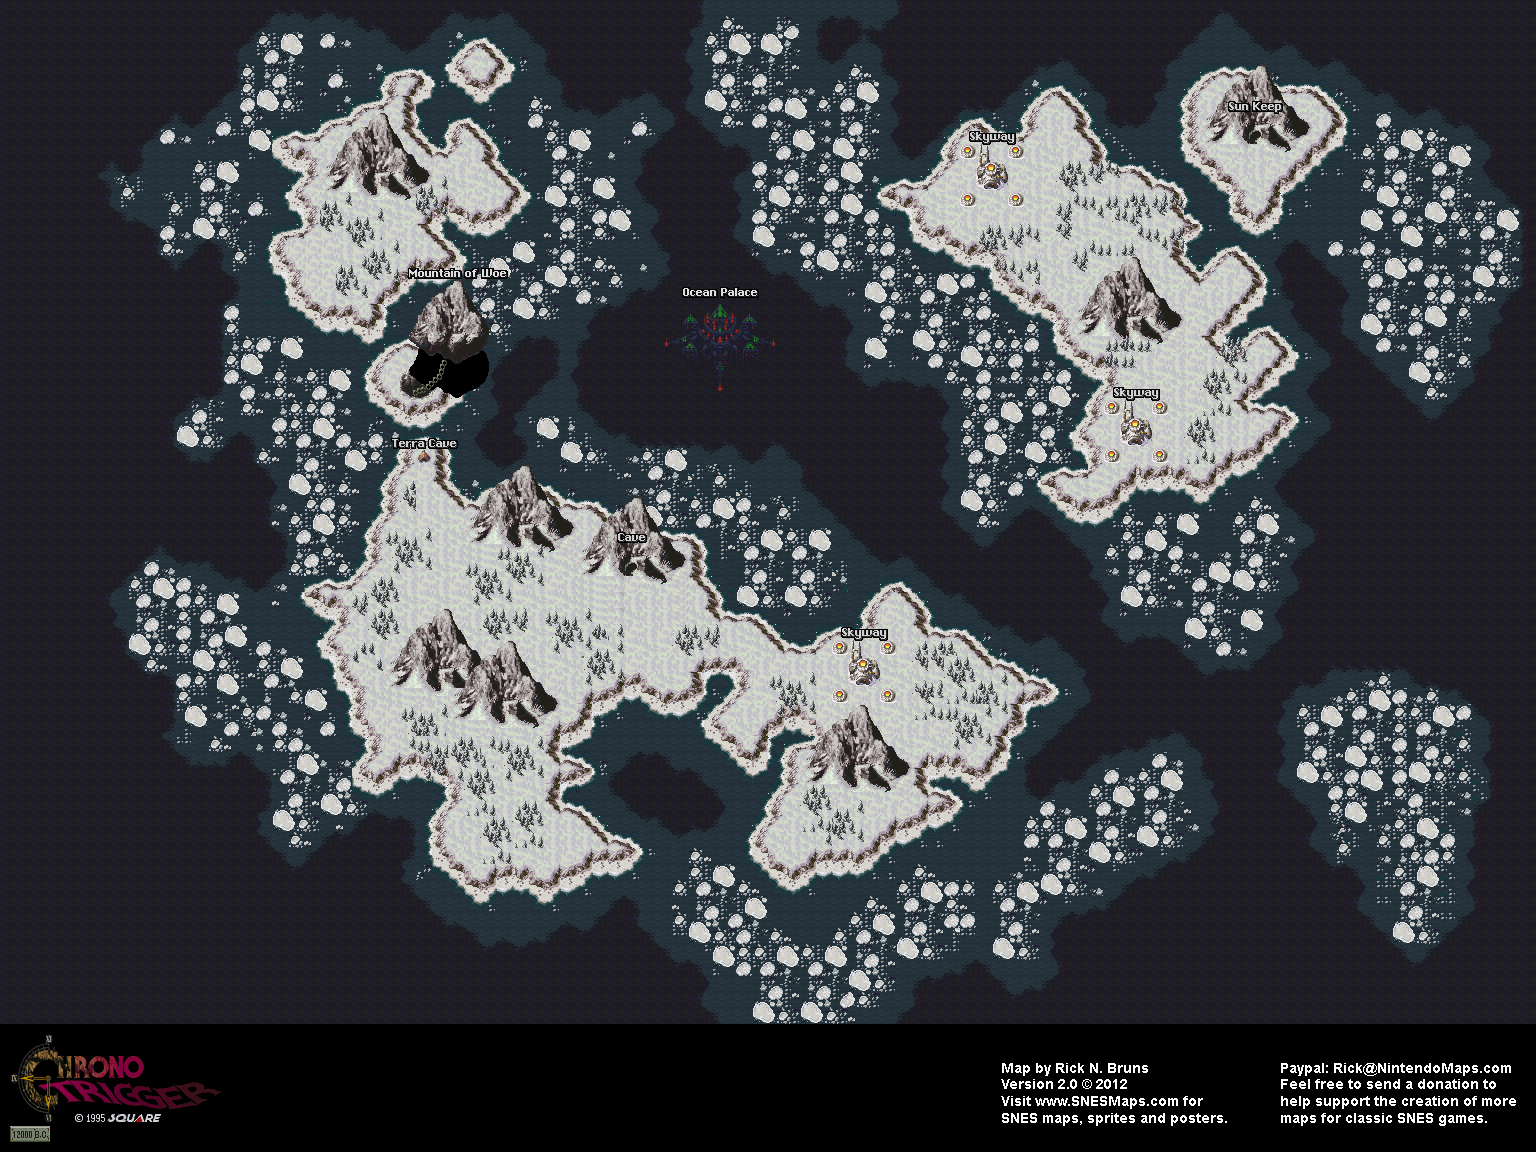 Sun Keep
Skyway
Mountain of Woe
Ocean Palace
Skyway
Terra Cave
Cave
Skyway
CHRONO
TRIGGER
© 1995 SQUARE
12000 B.C.
Map by Rick N. Bruns
Version 2.0 © 2012
Visit www.SNESMaps.com for
SNES maps, sprites and posters.
Paypal: Rick@NintendoMaps.com
Feel free to send a donation to
help support the creation of more
maps for classic SNES games.